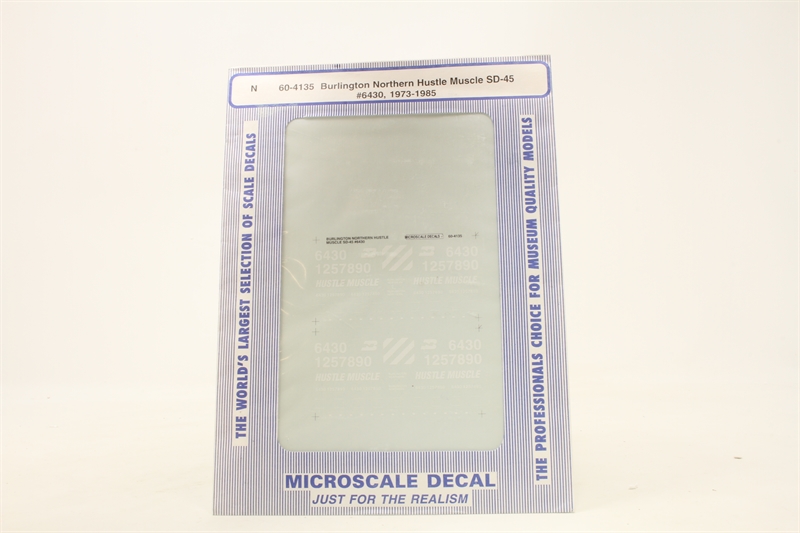 N 60-4135 Burlington Northern Hustle Muscle SD-45
#6430, 1973-1985
THE WORLD'S LARGEST SELECTION OF SCALE DECALS
THE PROFESSIONALS CHOICE FOR MUSEUM QUALITY MODELS
BURLINGTON NORTHERN HUSTLE
MUSCLE SD-45 #6430
MICROSCALE DECALS 60-4135
6430 6430
1257890 1257890
HUSTLE MUSCLE HUSTLE MUSCLE
6430 6430
1257890 1257890
HUSTLE MUSCLE HUSTLE MUSCLE
MICROSCALE DECAL
JUST FOR THE REALISM